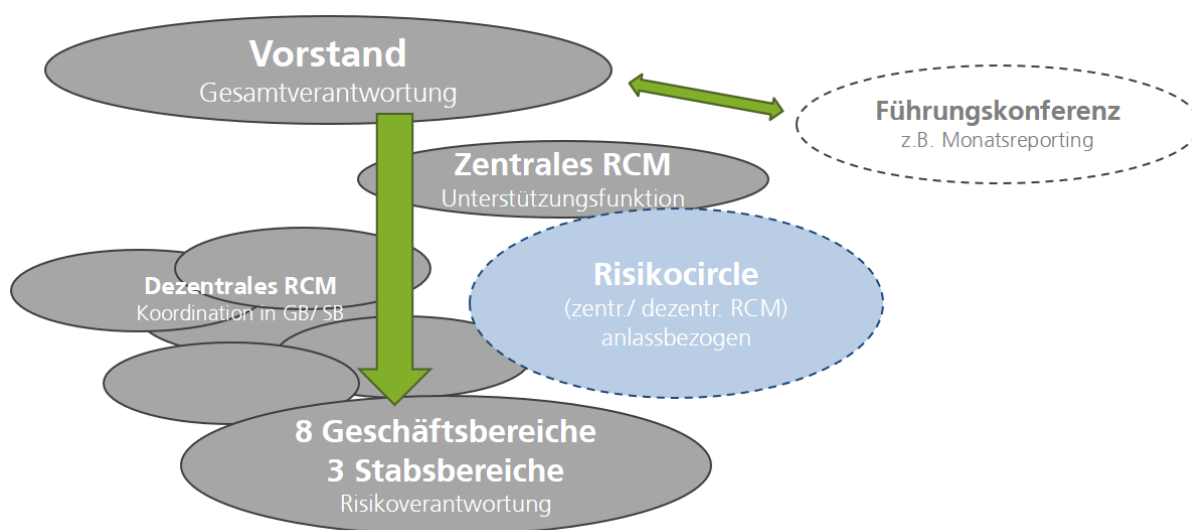 Vorstand
Gesamtverantwortung
Führungskonferenz
z.B. Monatsreporting
Zentrales RCM
Unterstützungsfunktion
Risikocircle
(zentr./ dezentr. RCM)
anlassbezogen
Dezentrales RCM
Koordination in GB/ SB
8 Geschäftsbereiche
3 Stabsbereiche
Risikoverantwortung